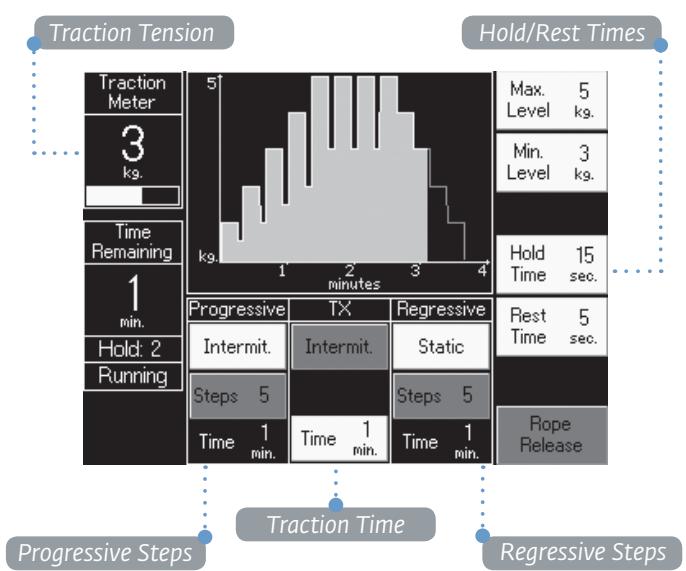 Traction Tension
Hold/Rest Times
Traction
Meter
3
kg.
Time
Remaining
1
min.
Hold: 2
Running
5
kg.
1 2 3 4
minutes
Max. 5
Level kg.
Min. 3
Level kg.
Hold 15
Time sec.
Rest 5
Time sec.
Rope
Release
Progressive TX Regressive
Intermit. Intermit. Static
Steps 5 Steps 5
Time 1 min. Time 1 min. Time 1 min.
Traction Time
Progressive Steps
Regressive Steps